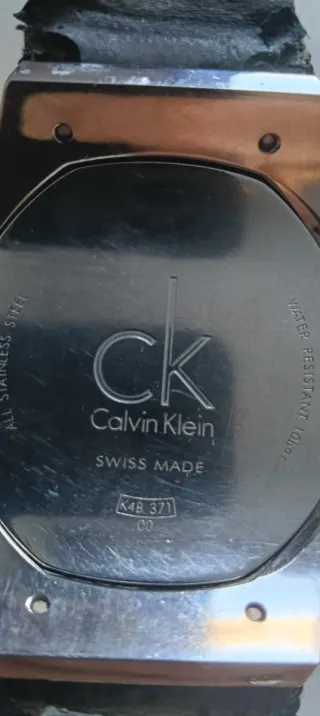 ck
Calvin Klein
SWISS MADE
K4B 371
00
ALL STAINLESS STEEL
WATER RESISTANT 10bar